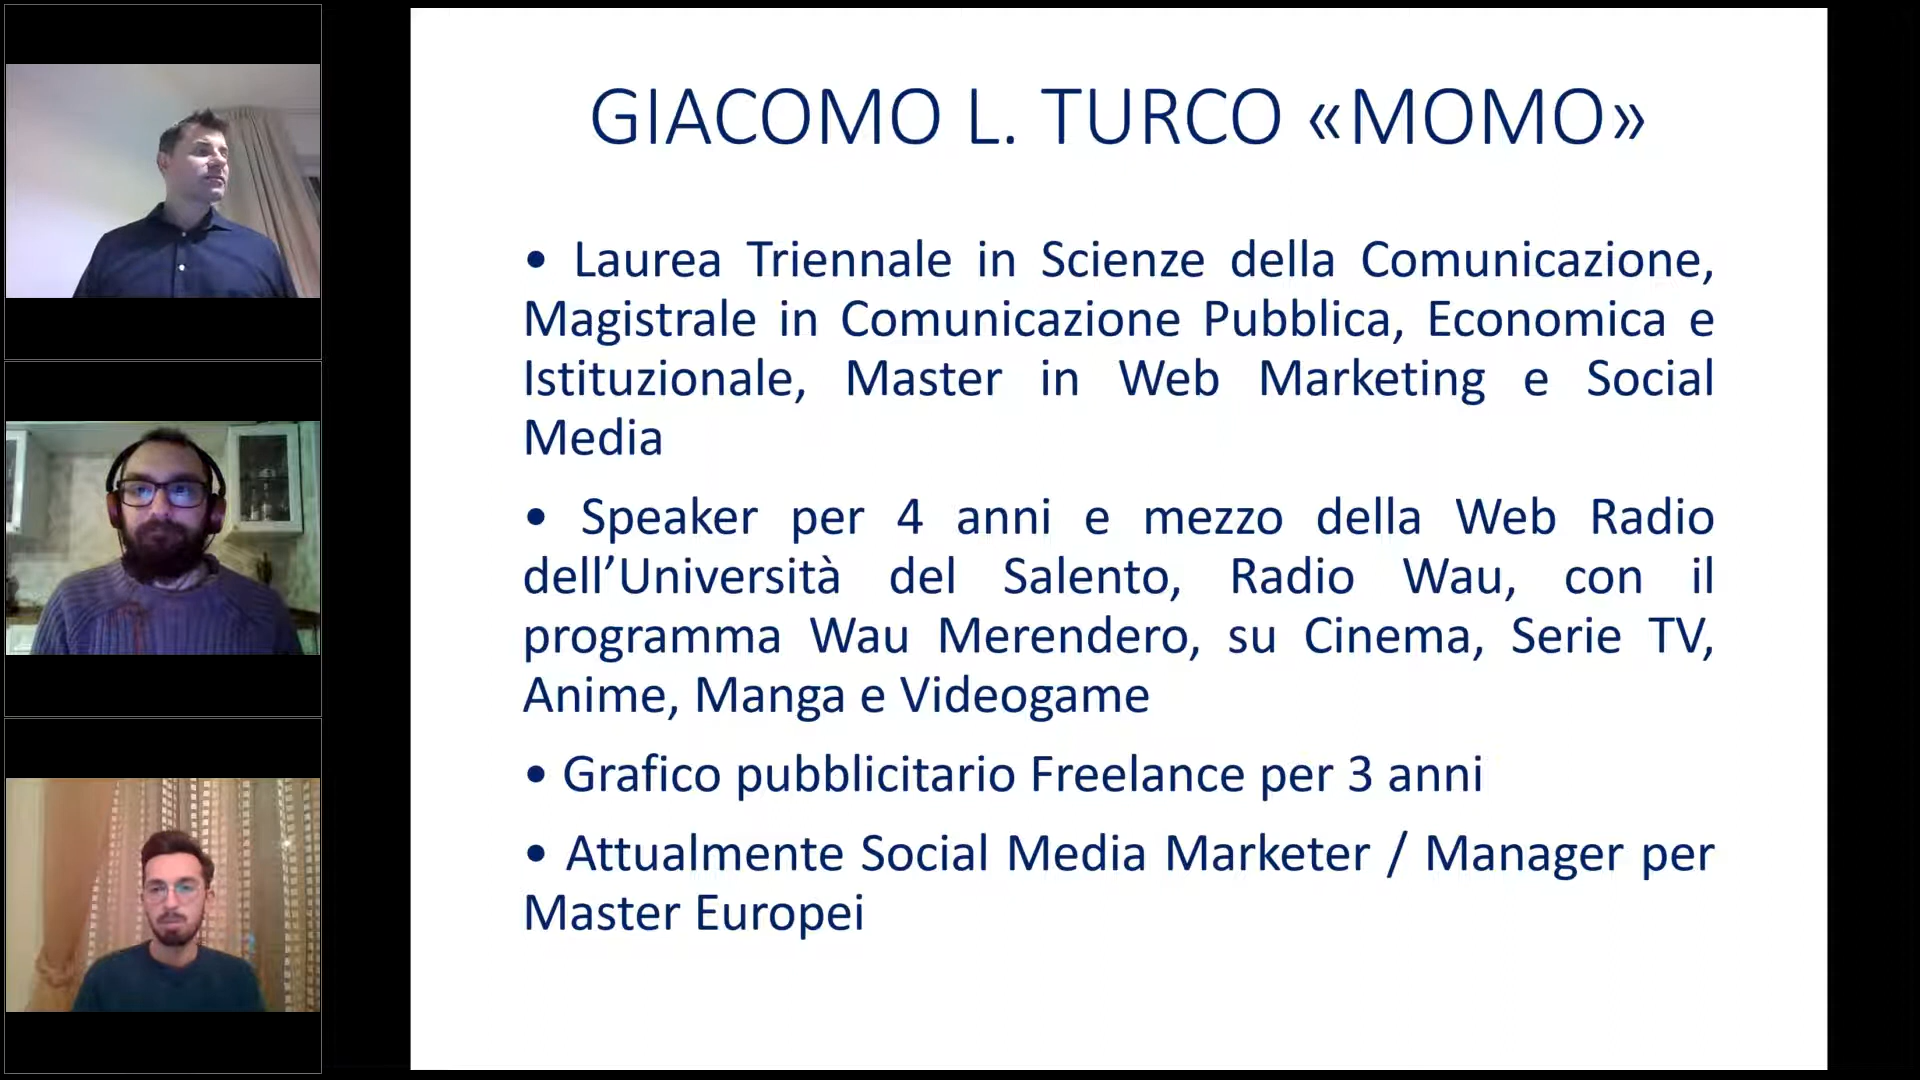 GIACOMO L. TURCO «MOMO»
• Laurea Triennale in Scienze della Comunicazione,
Magistrale in Comunicazione Pubblica, Economica e
Istituzionale, Master in Web Marketing e Social
Media
• Speaker per 4 anni e mezzo della Web Radio
dell’Università del Salento, Radio Wau, con il
programma Wau Merendero, su Cinema, Serie TV,
Anime, Manga e Videogame
• Grafico pubblicitario Freelance per 3 anni
• Attualmente Social Media Marketer / Manager per
Master Europei